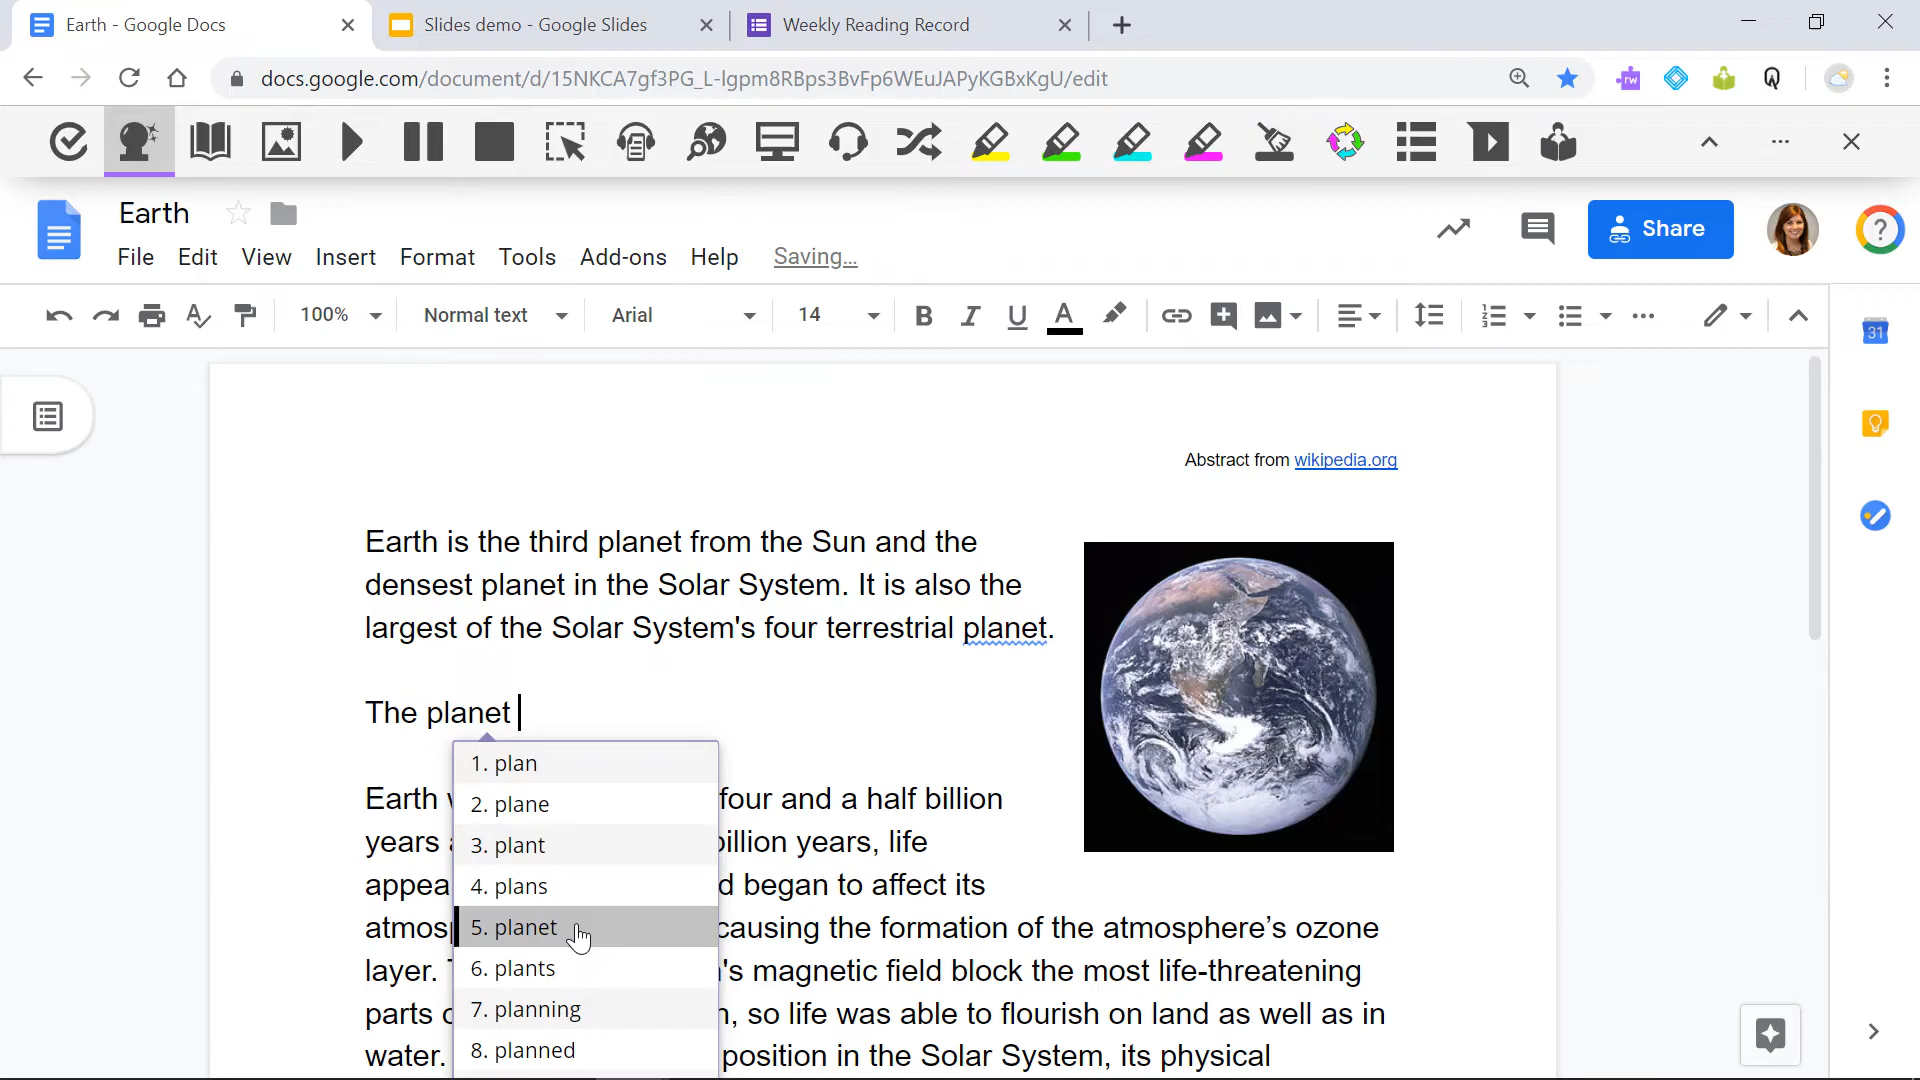 Earth - Google Docs
Slides demo - Google Slides
Weekly Reading Record
docs.google.com/document/d/15NKCA7gf3PG_L-lgpm8RBps3BvFp6WEuJAPyKGBxKgU/edit
Earth
File Edit View Insert Format Tools Add-ons Help Saving...
Share
100% Normal text Arial 14
31
Abstract from wikipedia.org
Earth is the third planet from the Sun and the
densest planet in the Solar System. It is also the
largest of the Solar System's four terrestrial planet.
The planet
1. plan
2. plane
3. plant
4. plans
5. planet
6. plants
7. planning
8. planned
Earth four and a half billion
years billion years, life
appea d began to affect its
atmosp causing the formation of the atmosphere’s ozone
layer. 's magnetic field block the most life-threatening
parts , so life was able to flourish on land as well as in
water. position in the Solar System, its physical